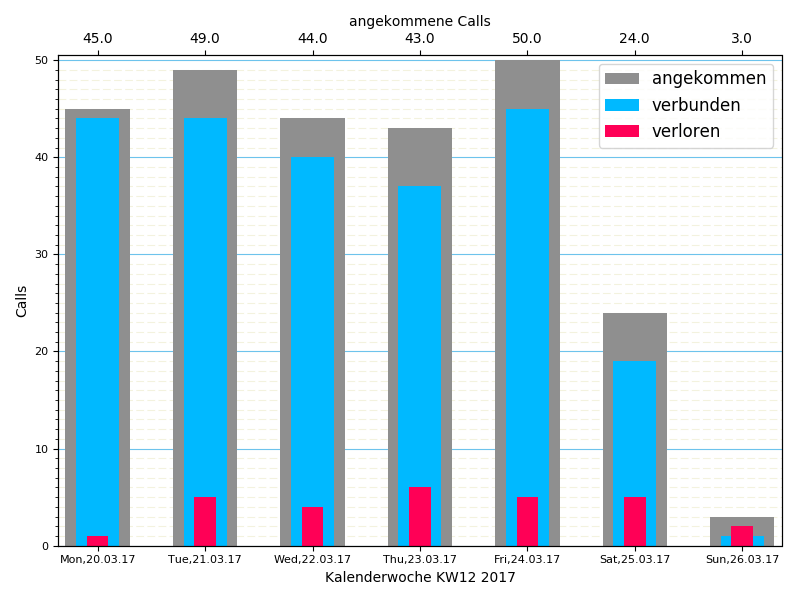 angekommene Calls
45.0 49.0 44.0 43.0 50.0 24.0 3.0
angekommen
verbunden
verloren
50
40
30
20
10
0
Calls
Mon,20.03.17 Tue,21.03.17 Wed,22.03.17 Thu,23.03.17 Fri,24.03.17 Sat,25.03.17 Sun,26.03.17
Kalenderwoche KW12 2017